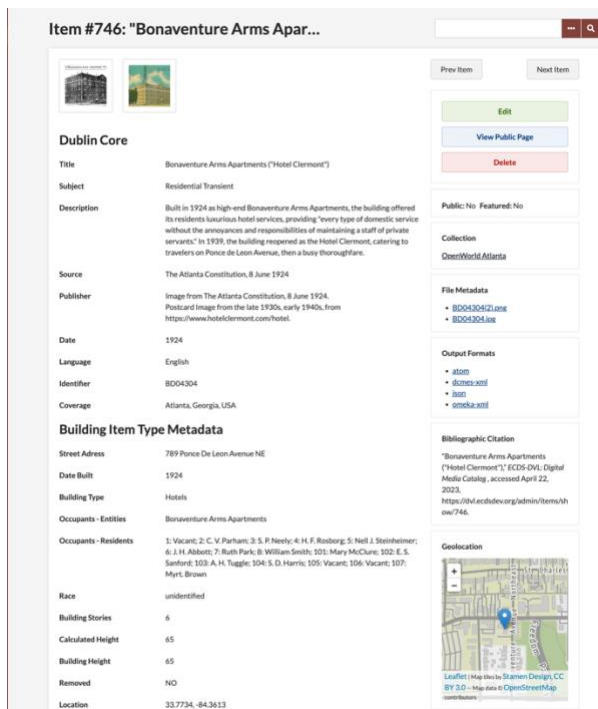 Item #746: "Bonaventure Arms Apar...
Dublin Core
Title
Bonaventure Arms Apartments ("Hotel Clermont")
Subject
Residential Transient
Description
Built in 1924 as high-end Bonaventure Arms Apartments, the building offered
its residents luxurious hotel services, providing "every type of domestic service
without the annoyances and responsibilities of maintaining a staff of private
servants." In 1939, the building reopened as the Hotel Clermont, catering to
travelers on Ponce de Leon Avenue, then a busy thoroughfare.
Source
The Atlanta Constitution, 8 June 1924
Publisher
Image from The Atlanta Constitution, 8 June 1924.
Postcard Image from the late 1930s, early 1940s, from
https://www.hotelclermont.com/hotel.
Date
1924
Language
English
Identifier
BD04304
Coverage
Atlanta, Georgia, USA
Building Item Type Metadata
Street Adress
789 Ponce De Leon Avenue NE
Date Built
1924
Building Type
Hotels
Occupants - Entities
Bonaventure Arms Apartments
Occupants - Residents
1: Vacant; 2: C. V. Parham; 3: S. P. Neely; 4: H. F. Rosborg; 5: Nell J. Steinheimer;
6: J. H. Abbott; 7: Ruth Park; 8: William Smith; 101: Mary McClure; 102: E. S.
Sanford; 103: A. H. Tuggle; 104: S. D. Harris; 105: Vacant; 106: Vacant; 107:
Myrt. Brown
Race
unidentified
Building Stories
6
Calculated Height
65
Building Height
65
Removed
NO
Location
33.7734, -84.3613
Prev Item
Next Item
Edit
View Public Page
Delete
Public: No Featured: No
Collection
OpenWorld Atlanta
File Metadata
• BD04304(2).png
• BD04304.jpg
Output Formats
• atom
• dcmes-xml
• json
• omeka-xml
Bibliographic Citation
"Bonaventure Arms Apartments
("Hotel Clermont")," ECDS-DVL: Digital
Media Catalog , accessed April 22,
2023,
https://dvl.ecdsdev.org/admin/items/sh
ow/746.
Geolocation
+
−
Leaflet | Map tiles by Stamen Design, CC
BY 3.0 — Map data © OpenStreetMap
contributors